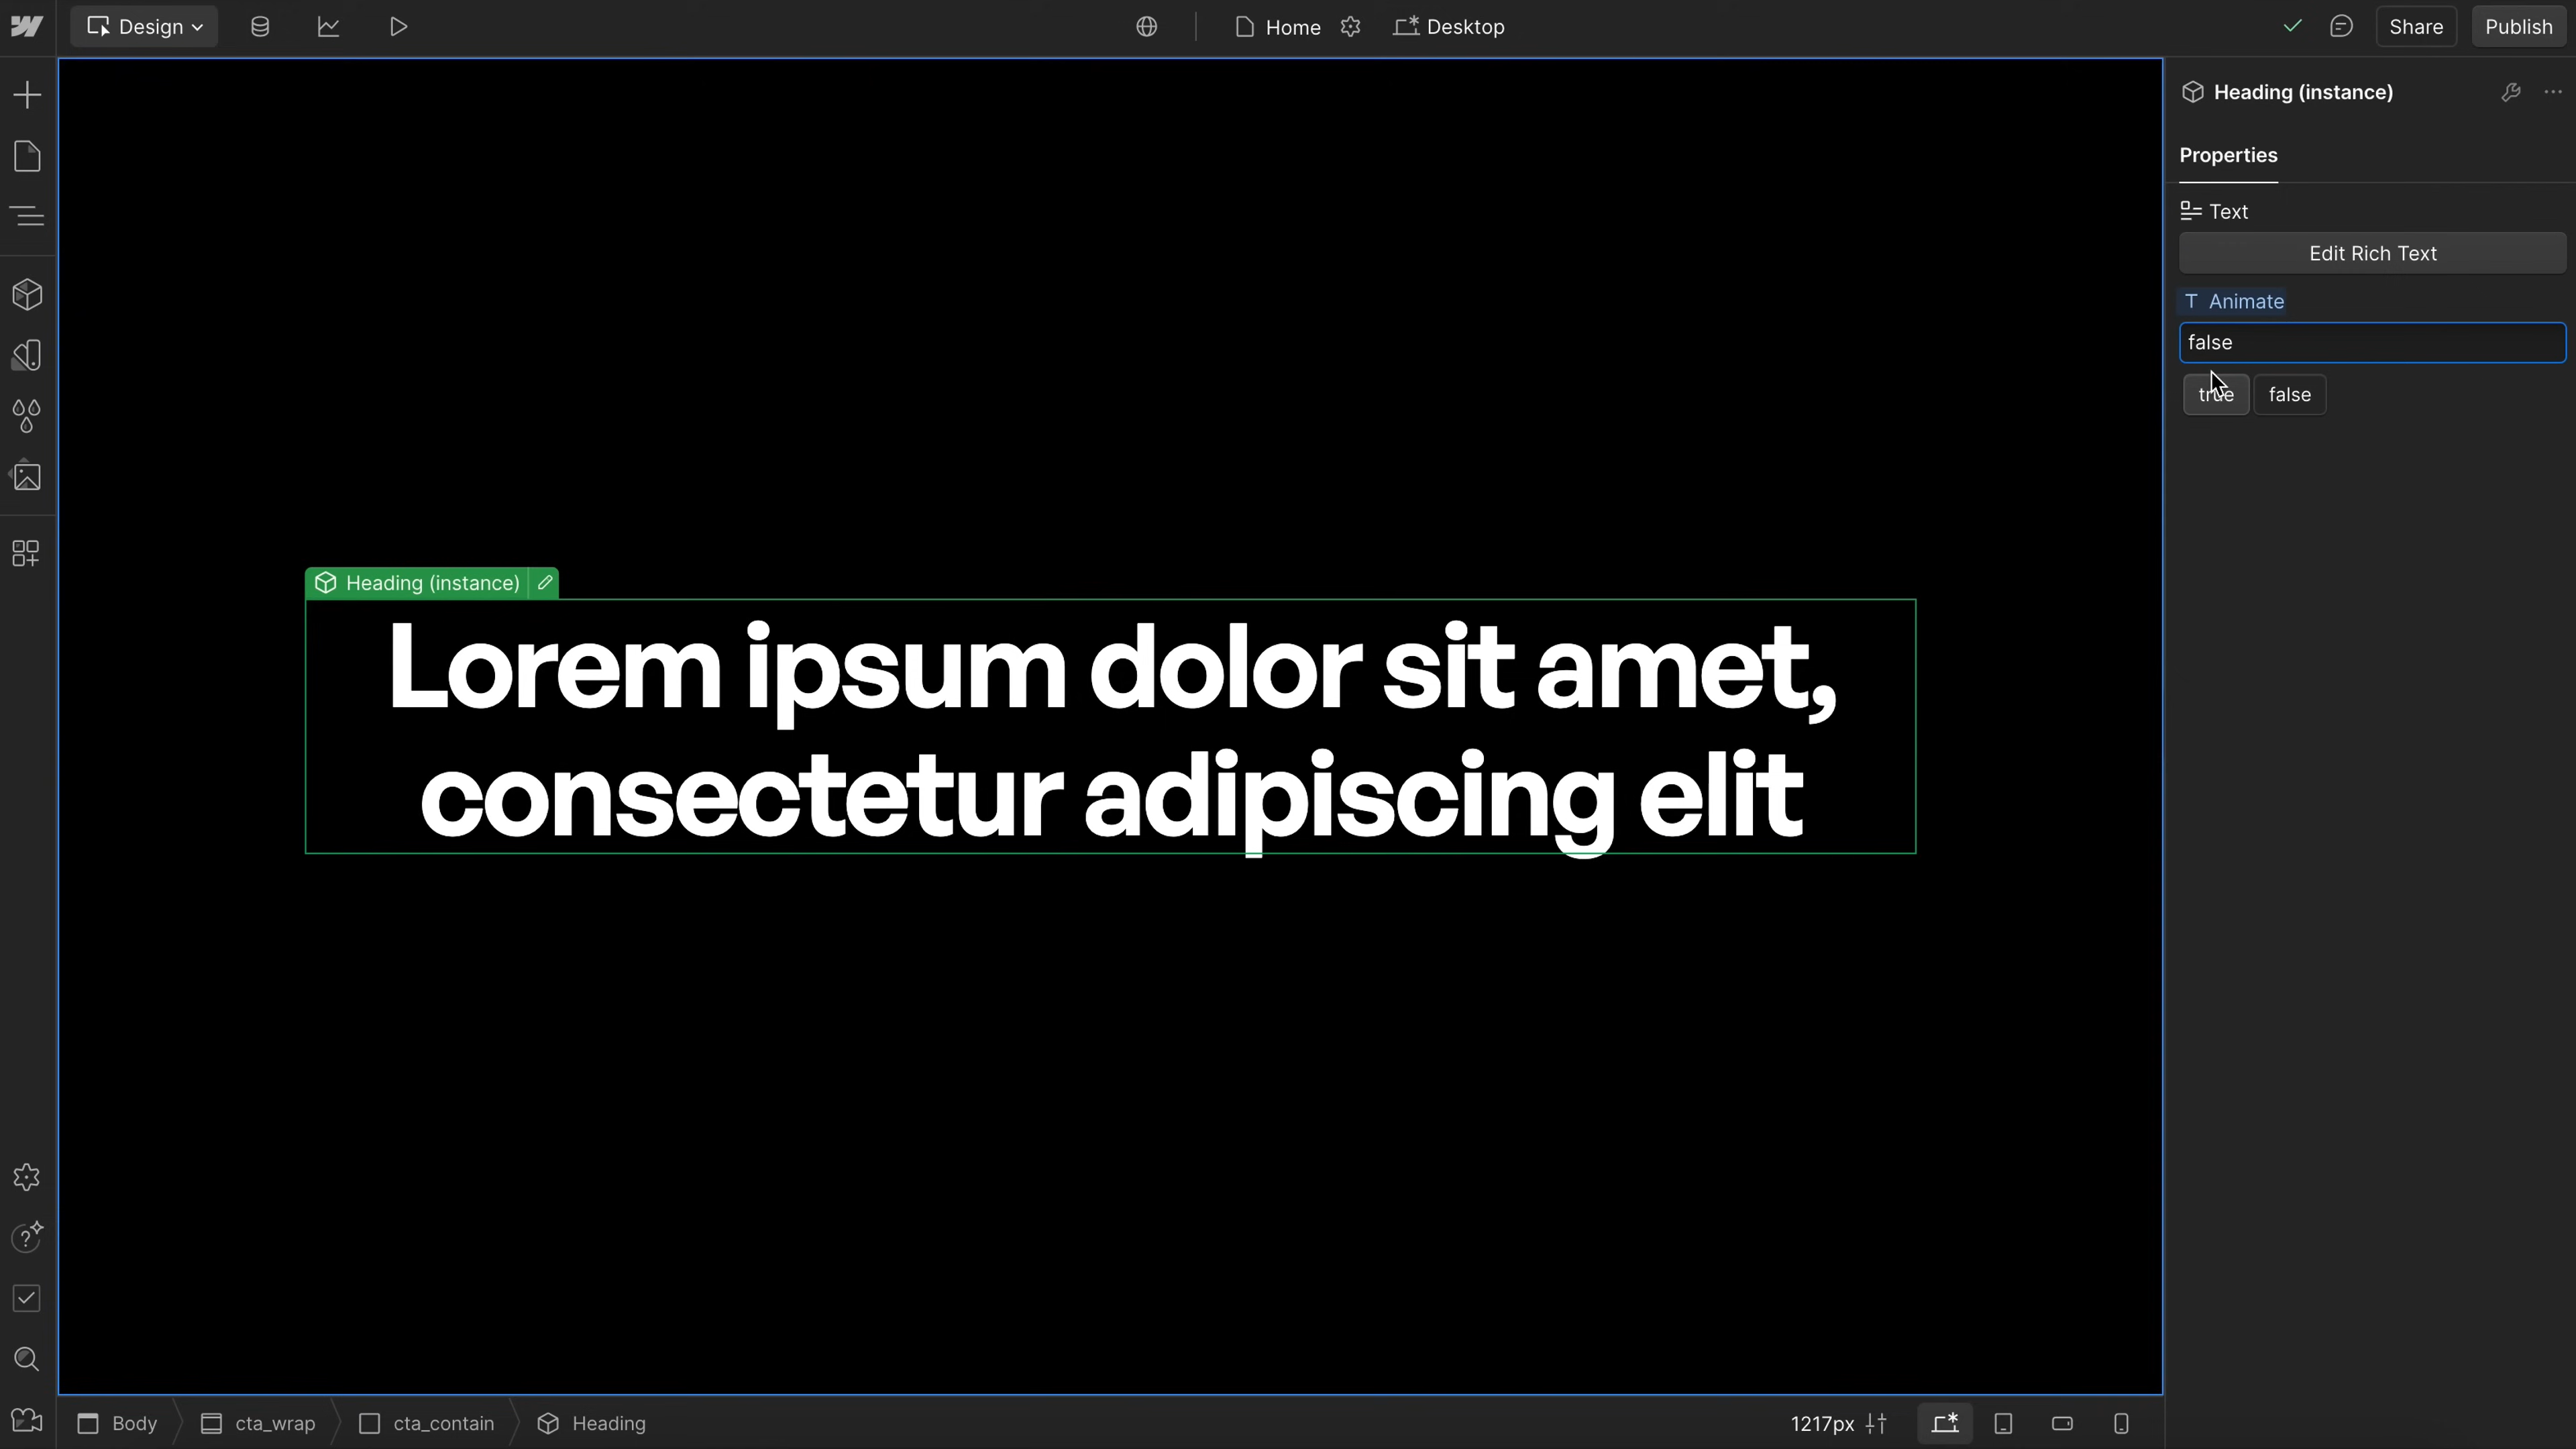 Design
Home
Desktop
Share
Publish
Heading (instance)
Properties
Text
Edit Rich Text
T Animate
false
true
false
Heading (instance)
Lorem ipsum dolor sit amet,
consectetur adipiscing elit
Body
cta_wrap
cta_contain
Heading
1217px